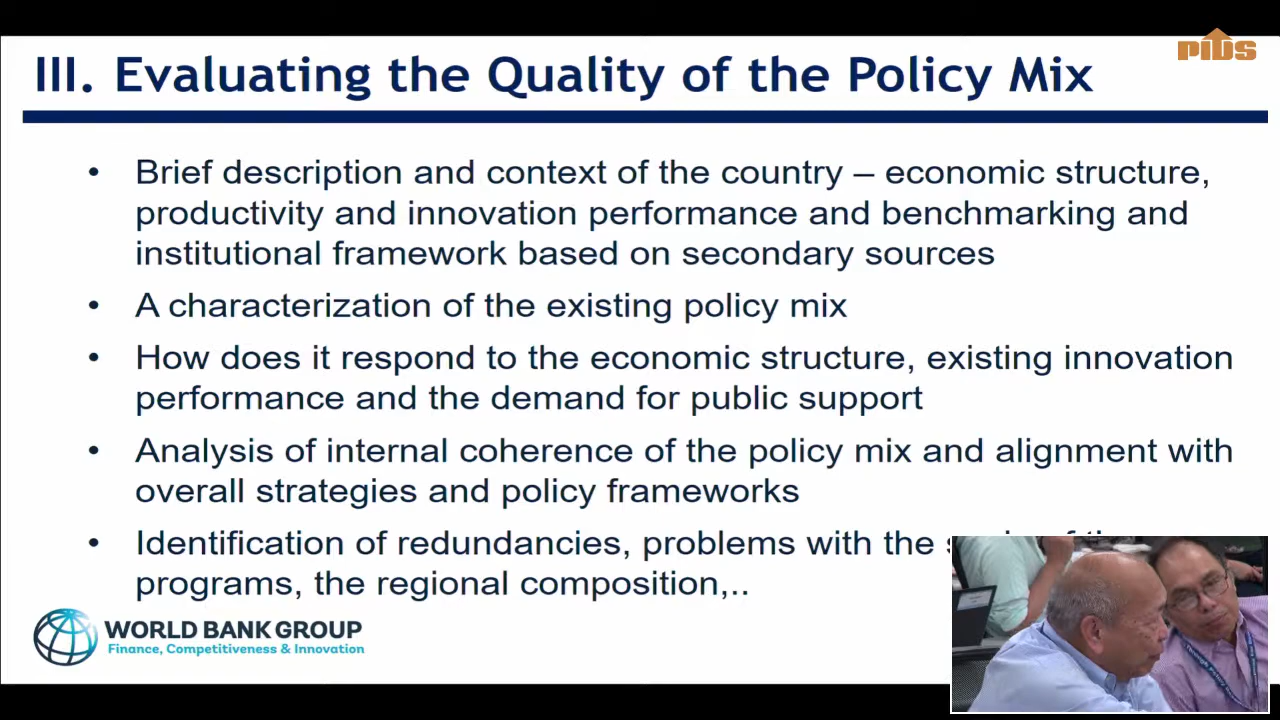 PIDS
III. Evaluating the Quality of the Policy Mix
• Brief description and context of the country – economic structure,
productivity and innovation performance and benchmarking and
institutional framework based on secondary sources
• A characterization of the existing policy mix
• How does it respond to the economic structure, existing innovation
performance and the demand for public support
• Analysis of internal coherence of the policy mix and alignment with
overall strategies and policy frameworks
• Identification of redundancies, problems with the
programs, the regional composition,..
WORLD BANK GROUP
Finance, Competitiveness & Innovation